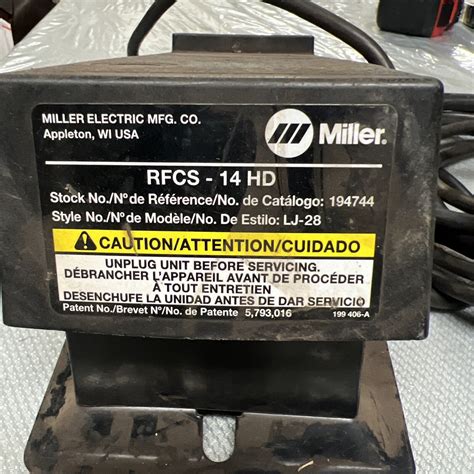 MILLER ELECTRIC MFG. CO.
Appleton, WI USA
Miller®
RFCS - 14 HD
Stock No./N° de Référence/No. de Catálogo: 194744
Style No./N° de Modèle/No. De Estilo: LJ-28
CAUTION/ATTENTION/CUIDADO
UNPLUG UNIT BEFORE SERVICING.
DÉBRANCHER L'APPAREIL AVANT DE PROCÉDER
À TOUT ENTRETIEN
DESENCHUFE LA UNIDAD ANTES DE DAR SERVICIO
Patent No./Brevet N°/No. de Patente 5,793,016
199 406-A